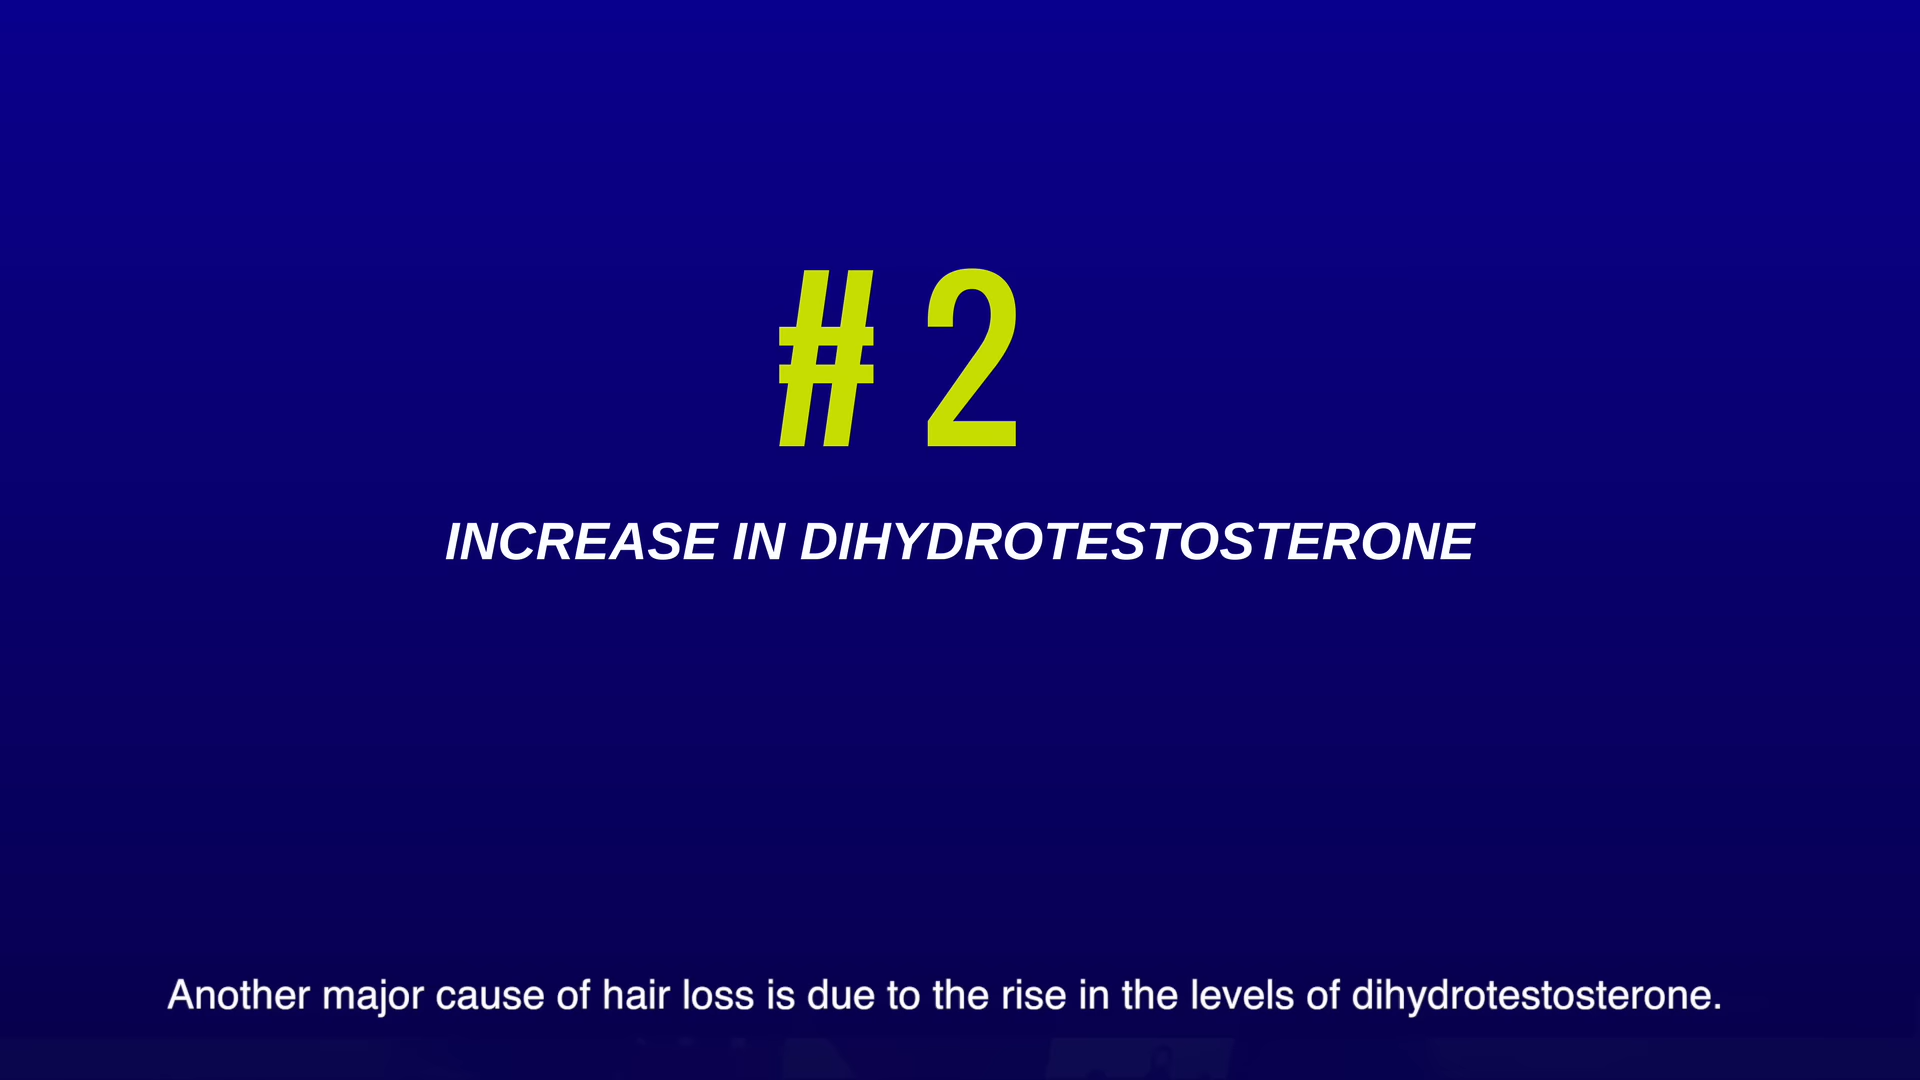 # 2
INCREASE IN DIHYDROTESTOSTERONE
Another major cause of hair loss is due to the rise in the levels of dihydrotestosterone.